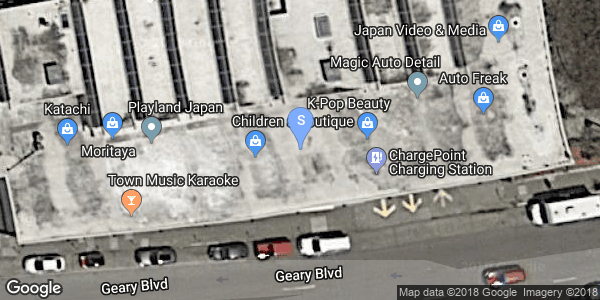 Japan Video & Media
Magic Auto Detail
Auto Freak
Katachi
Playland Japan
K-Pop Beauty
Children
S
outique
Moritaya
ChargePoint
Charging Station
Town Music Karaoke
Geary Blvd
Geary Blvd
Google
Map data ©2018 Google Imagery ©2018